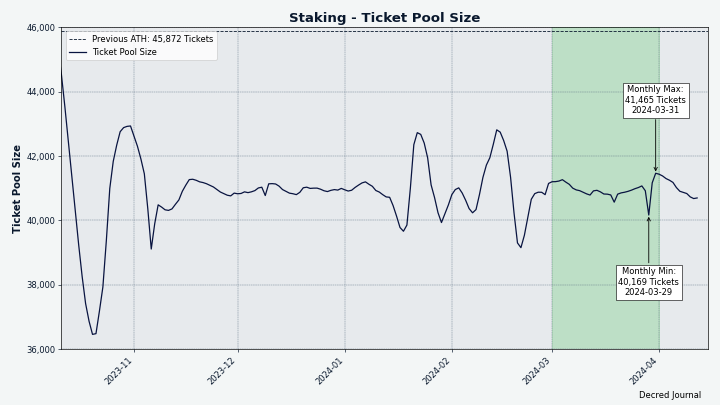 Staking - Ticket Pool Size
Previous ATH: 45,872 Tickets
Ticket Pool Size
46,000
44,000
42,000
40,000
38,000
36,000
Ticket Pool Size
Monthly Max:
41,465 Tickets
2024-03-31
Monthly Min:
40,169 Tickets
2024-03-29
2023-11
2023-12
2024-01
2024-02
2024-03
2024-04
Decred Journal